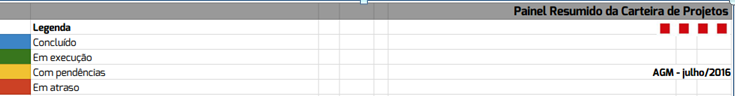 Painel Resumido da Carteira de Projetos
Legenda
Concluído
Em execução
Com pendências
AGM - julho/2016
Em atraso